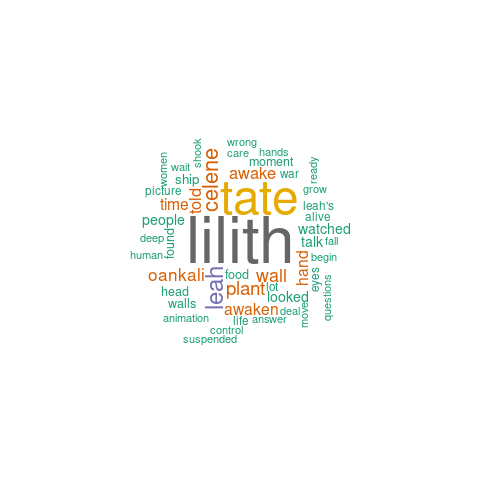 wrong
care
hands
shook
women
wait
moment
ready
ship
awake
war
picture
told
celene
tate
grow
time
leah's
alive
people
watched
found
lilith
deep
talk
fall
human
begin
oankali
leah
food
wall
hand
eyes
head
plant
lot
looked
questions
walls
awaken
deal
moved
animation
life
answer
control
suspended